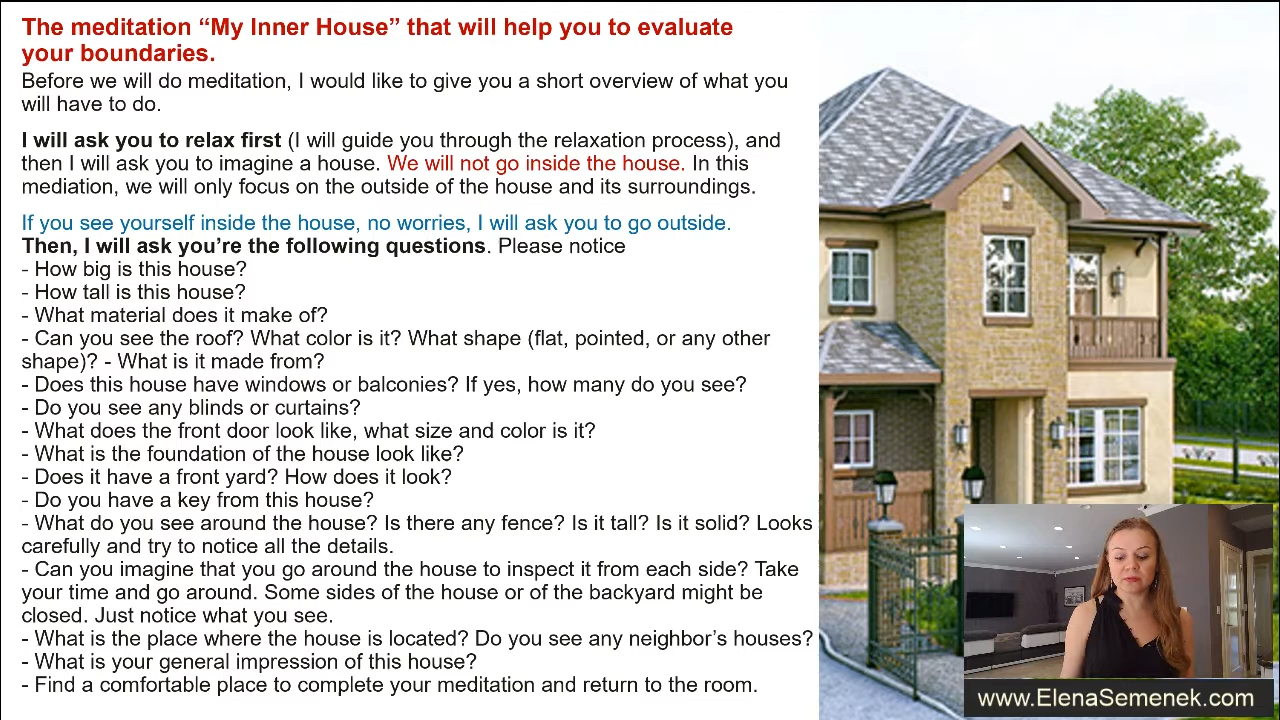 The meditation “My Inner House” that will help you to evaluate
your boundaries.
Before we will do meditation, I would like to give you a short overview of what you
will have to do.
I will ask you to relax first (I will guide you through the relaxation process), and
then I will ask you to imagine a house. We will not go inside the house. In this
mediation, we will only focus on the outside of the house and its surroundings.
If you see yourself inside the house, no worries, I will ask you to go outside.
Then, I will ask you’re the following questions. Please notice
- How big is this house?
- How tall is this house?
- What material does it make of?
- Can you see the roof? What color is it? What shape (flat, pointed, or any other
shape)? - What is it made from?
- Does this house have windows or balconies? If yes, how many do you see?
- Do you see any blinds or curtains?
- What does the front door look like, what size and color is it?
- What is the foundation of the house look like?
- Does it have a front yard? How does it look?
- Do you have a key from this house?
- What do you see around the house? Is there any fence? Is it tall? Is it solid? Looks
carefully and try to notice all the details.
- Can you imagine that you go around the house to inspect it from each side? Take
your time and go around. Some sides of the house or of the backyard might be
closed. Just notice what you see.
- What is the place where the house is located? Do you see any neighbor’s houses?
- What is your general impression of this house?
- Find a comfortable place to complete your meditation and return to the room.
www.ElenaSemenek.com